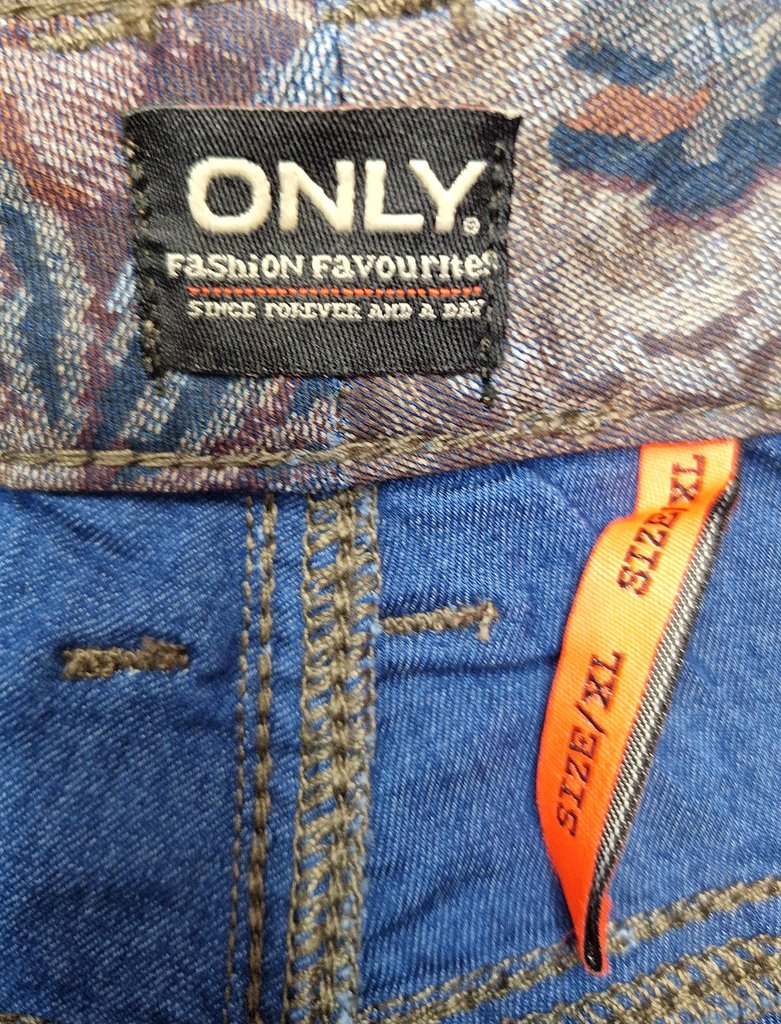 ONLY®
FaShiON Favourites
SINCE FOREVER AND A DAY
SIZE/XL
SIZE/XL